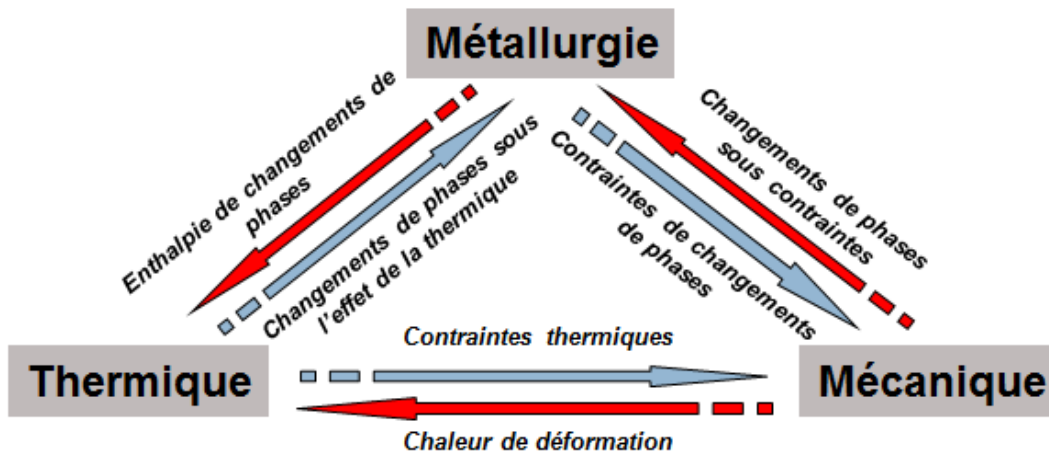 Métallurgie
Enthalpie de changements de
phases
Changements de phases sous
l'effet de la thermique
Contraintes de changements
de phases
Changements de phases
sous contraintes
Thermique
Contraintes thermiques
Chaleur de déformation
Mécanique